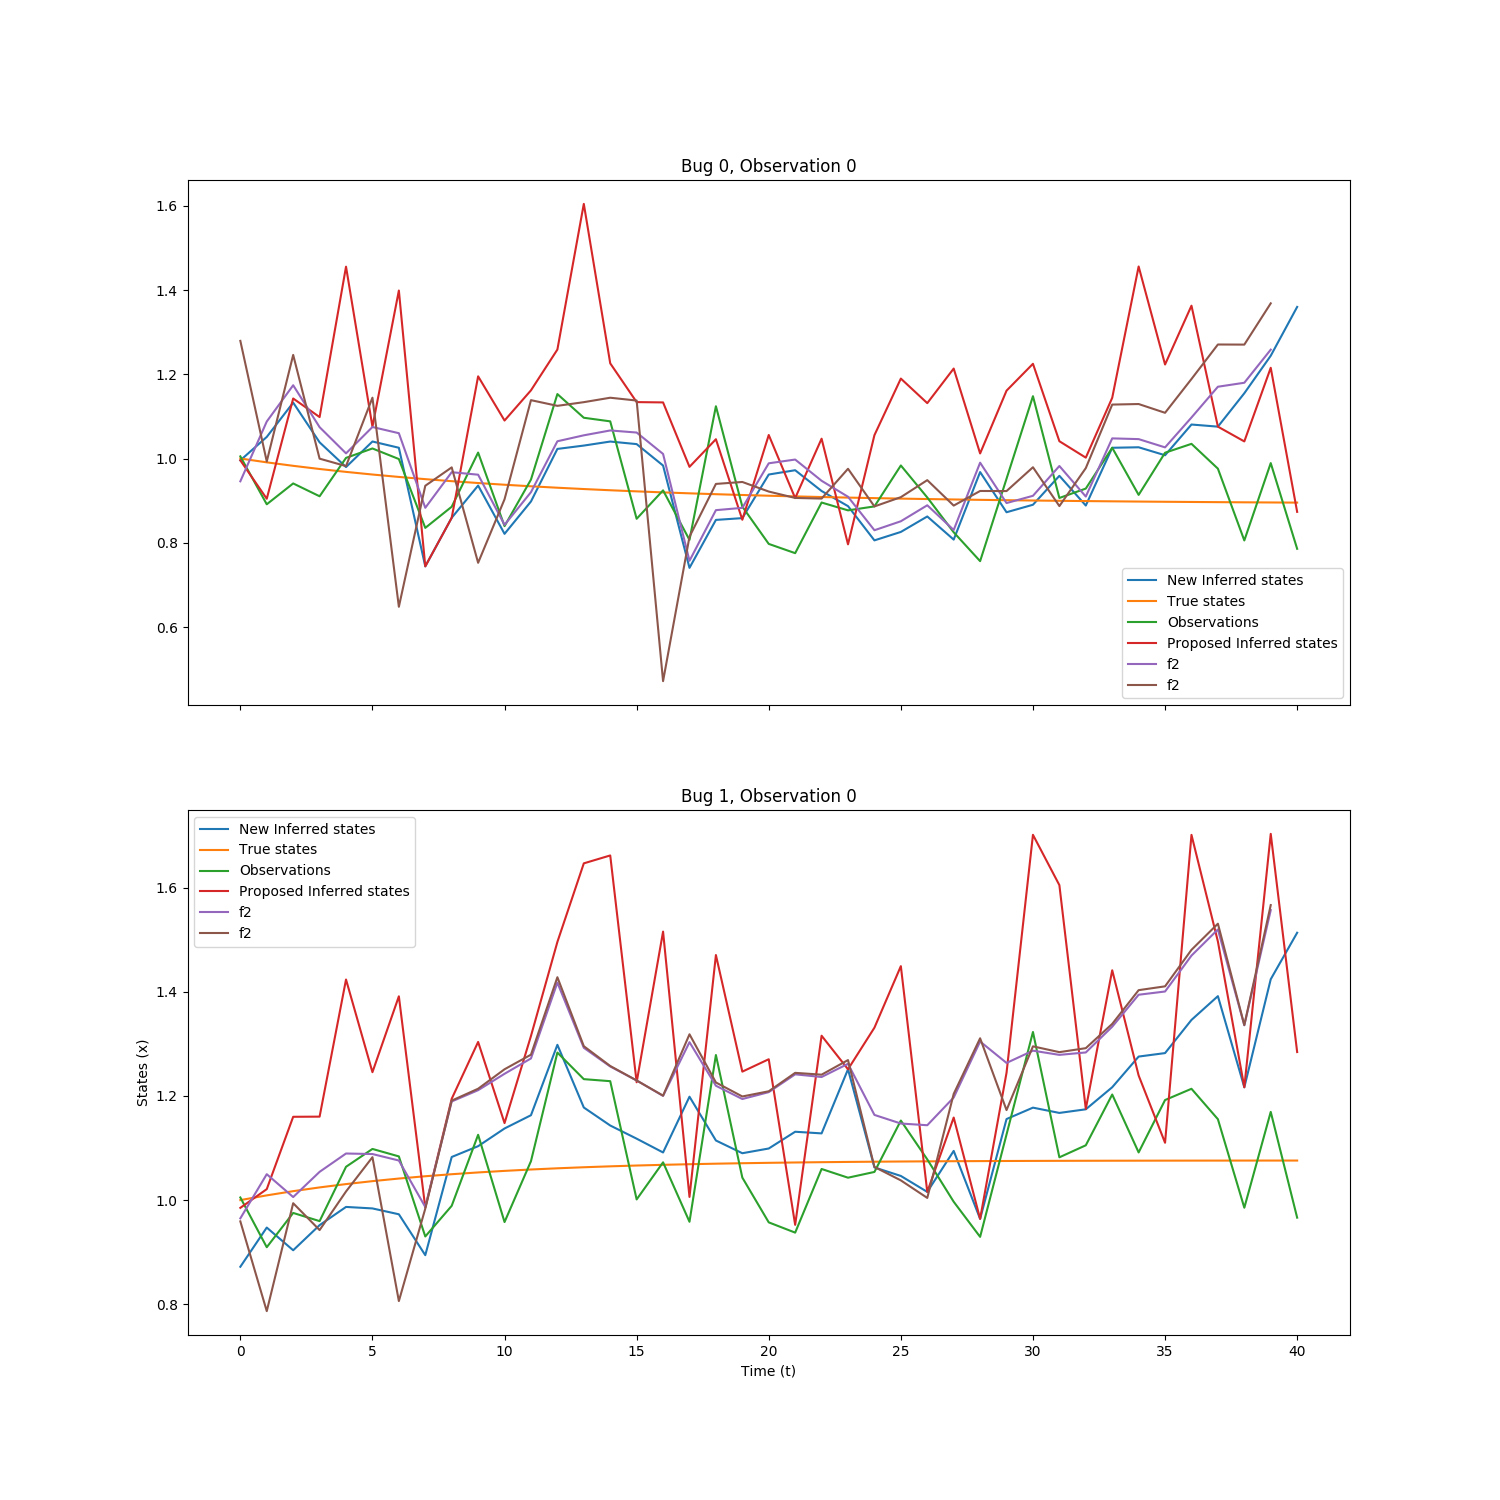 Bug 0, Observation 0
1.6
1.4
1.2
1.0
0.8
0.6
New Inferred states
True states
Observations
Proposed Inferred states
f2
f2
Bug 1, Observation 0
New Inferred states
True states
Observations
Proposed Inferred states
f2
f2
States (x)
1.6
1.4
1.2
1.0
0.8
0 5 10 15 20 25 30 35 40
Time (t)